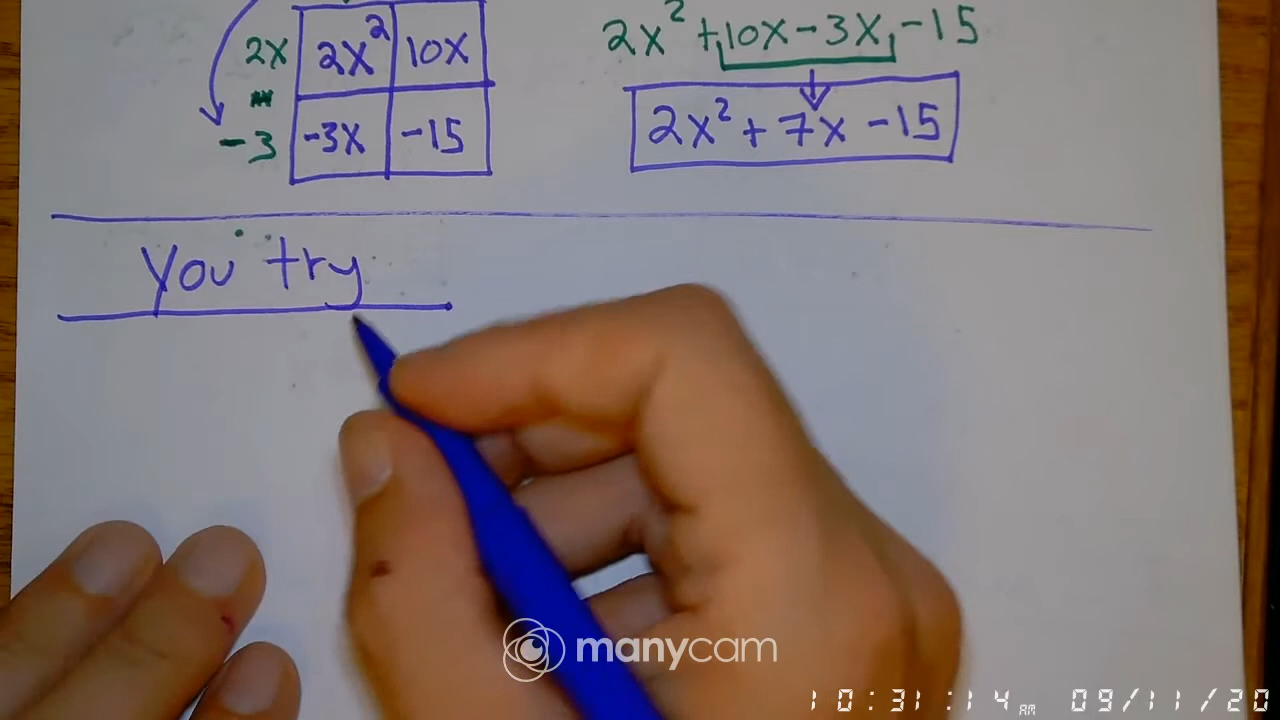 2x 2x² 10x
-3 -3x -15
2x² + 10x - 3x - 15
2x² + 7x - 15
You try
manycam
10:31:14 AM 09/11/20